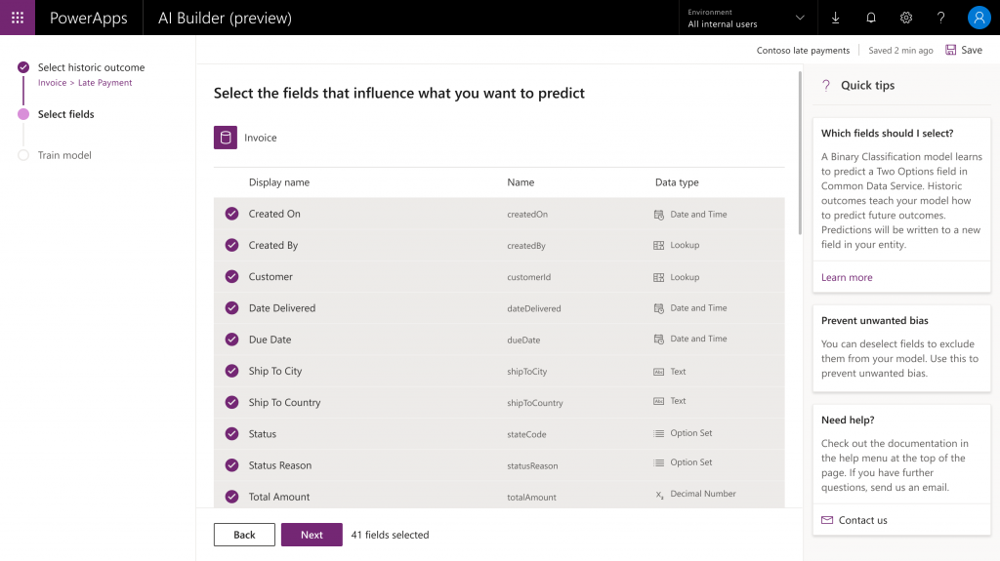 PowerApps
AI Builder (preview)
Environment
All internal users
Contoso late payments
Saved 2 min ago
Save
Select historic outcome
Invoice > Late Payment
Select fields
Train model
Select the fields that influence what you want to predict
Invoice
Display name Name Data type
Created On createdOn Date and Time
Created By createdBy Lookup
Customer customerId Lookup
Date Delivered dateDelivered Date and Time
Due Date dueDate Date and Time
Ship To City shipToCity Abc Text
Ship To Country shipToCountry Abc Text
Status stateCode Option Set
Status Reason statusReason Option Set
Total Amount totalAmount Decimal Number
Back
Next
41 fields selected
? Quick tips
Which fields should I select?
A Binary Classification model learns
to predict a Two Options field in
Common Data Service. Historic
outcomes teach your model how
to predict future outcomes.
Predictions will be written to a new
field in your entity.
Learn more
Prevent unwanted bias
You can deselect fields to exclude
them from your model. Use this to
prevent unwanted bias.
Need help?
Check out the documentation in
the help menu at the top of the
page. If you have further
questions, send us an email.
Contact us